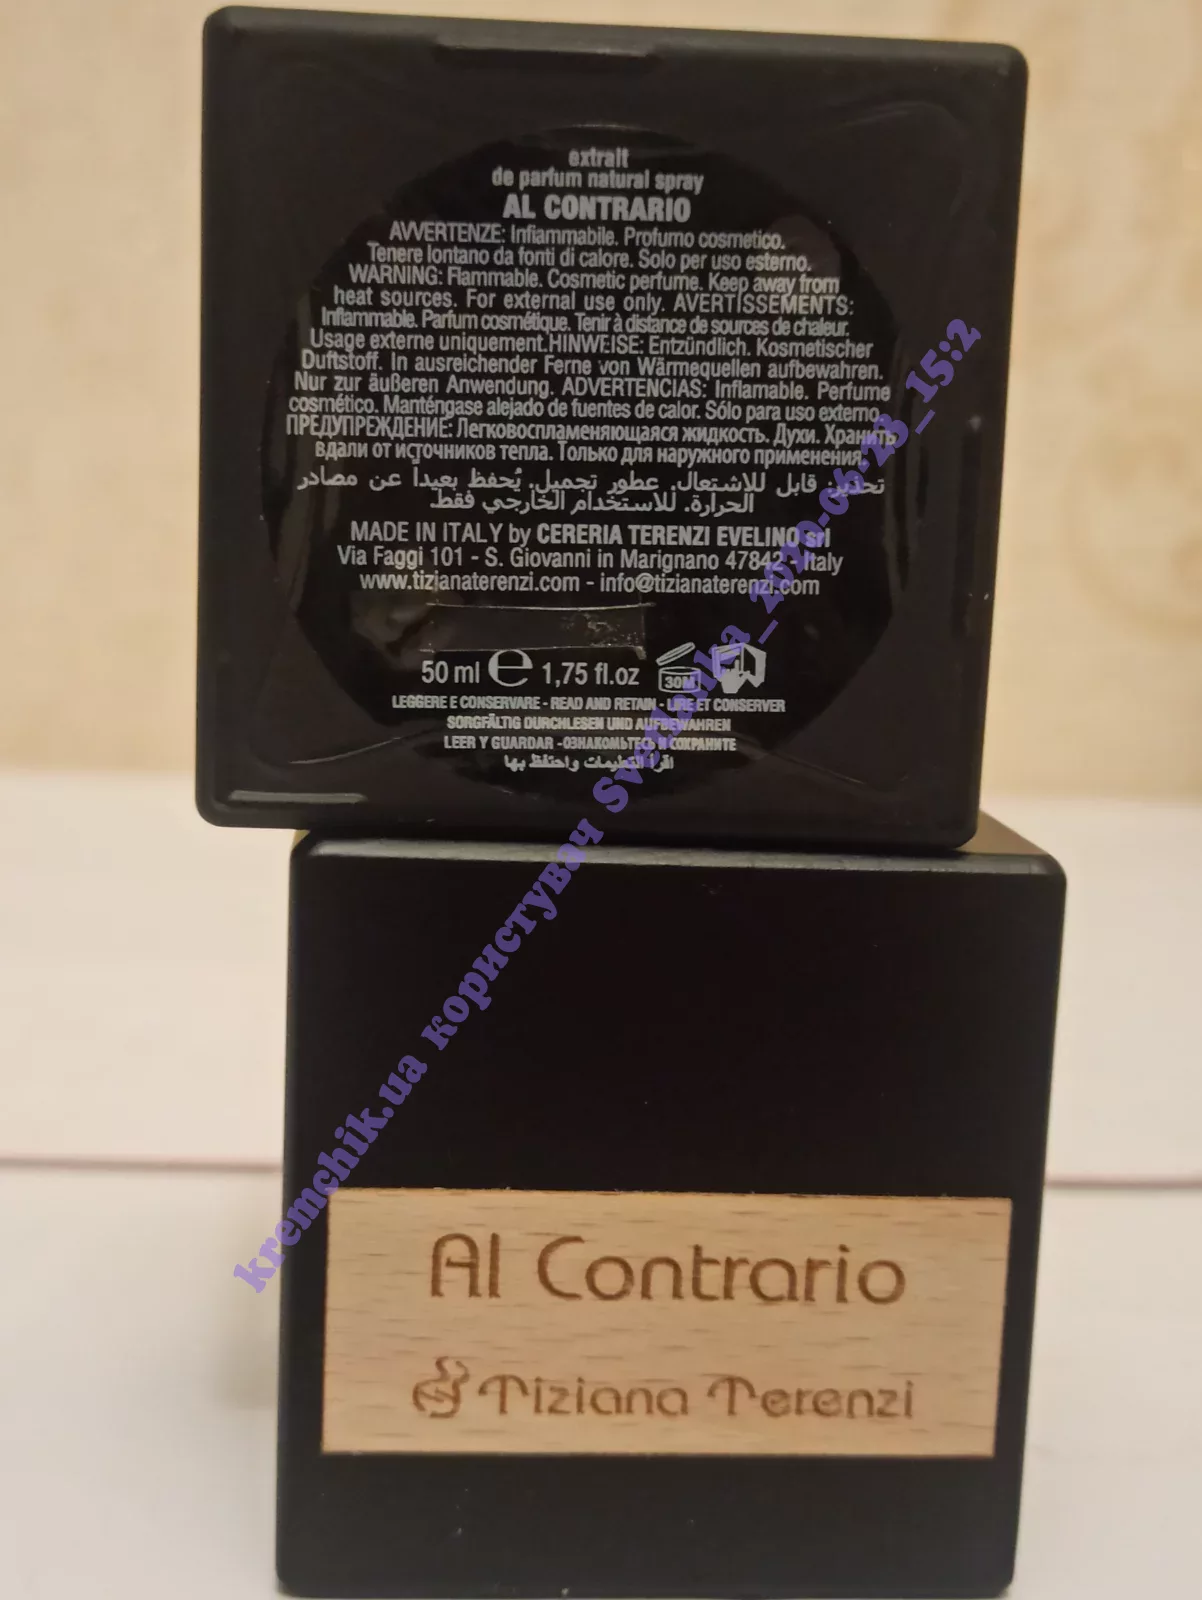 extrait
de parfum natural spray
AL CONTRARIO
AVVERTENZE: Infiammabile. Profumo cosmetico.
Tenere lontano da fonti di calore. Solo per uso esterno.
WARNING: Flammable. Cosmetic perfume. Keep away from
heat sources. For external use only. AVERTISSEMENTS:
Inflammable. Parfum cosmétique. Tenir à distance de sources de chaleur.
Usage externe uniquement.HINWEISE: Entzündlich. Kosmetischer
Duftstoff. In ausreichender Ferne von Wärmequellen aufbewahren.
Nur zur äußeren Anwendung. ADVERTENCIAS: Inflamable. Perfume
cosmético. Manténgase alejado de fuentes de calor. Sólo para uso externo.
ПРЕДУПРЕЖДЕНИЕ: Легковоспламеняющаяся жидкость. Духи. Хранить
вдали от источников тепла. Только для наружного применения.
تحذير: قابل للاشتعال. عطور تجميل. يُحفظ بعيداً عن مصادر
الحرارة. للاستخدام الخارجي فقط.
MADE IN ITALY by CERERIA TERENZI EVELINO srl
Via Faggi 101 - S. Giovanni in Marignano 47842 - Italy
www.tizianaterenzi.com - info@tizianaterenzi.com
50 ml e 1,75 fl.oz 30M
LEGGERE E CONSERVARE - READ AND RETAIN - LIRE ET CONSERVER
SORGFÄLTIG DURCHLESEN UND AUFBEWAHREN
LEER Y GUARDAR - ОЗНАКОМЬТЕСЬ И СОХРАНИТЕ
اقرأ التعليمات واحتفظ بها
Al Contrario
Tiziana Terenzi
kremchik.ua користувач Svetlanka_2020-06-23_15:2